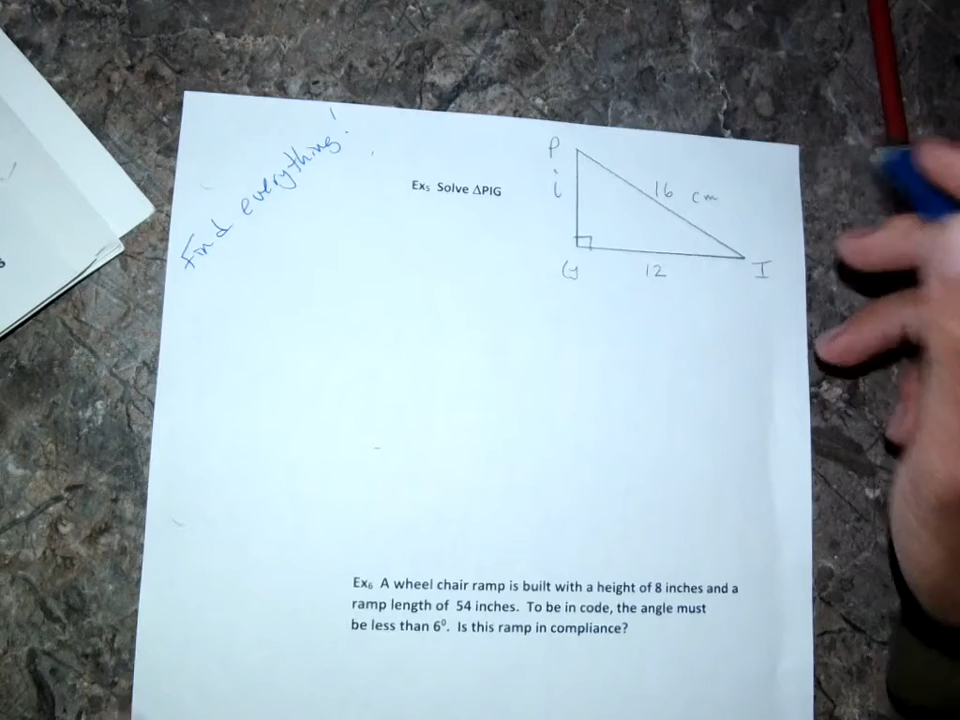 Find everything!
Ex₅ Solve ΔPIG
P
i
16 cm
G
12
I
Ex₆ A wheel chair ramp is built with a height of 8 inches and a
ramp length of 54 inches. To be in code, the angle must
be less than 6⁰. Is this ramp in compliance?